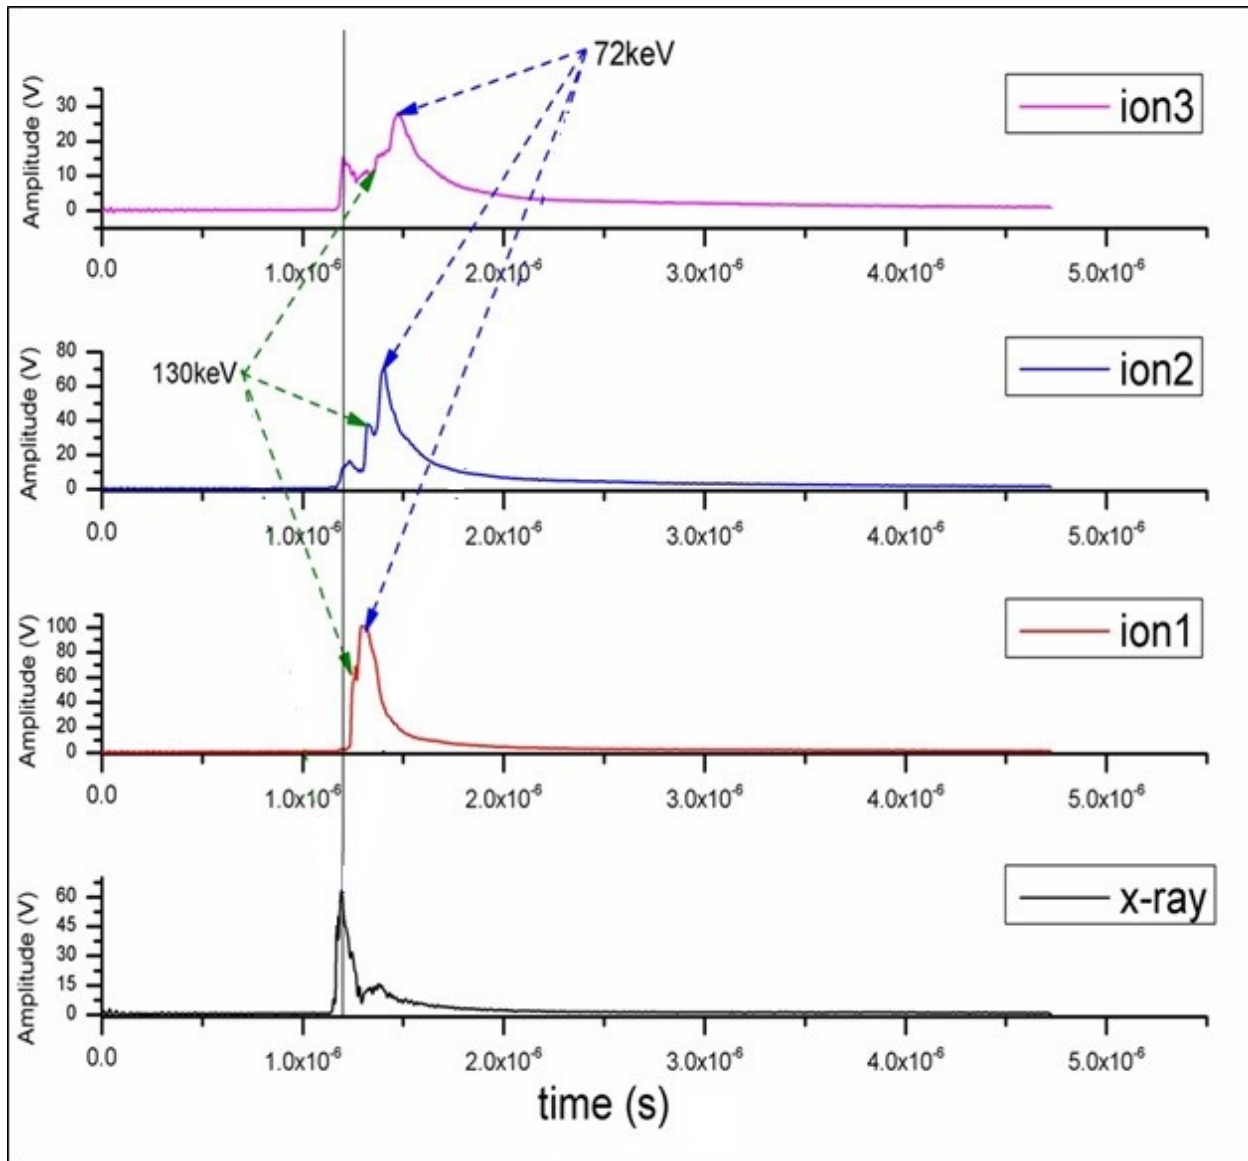 72keV
Amplitude (V)
30
20
10
0
ion3
0.0
1.0x10⁻⁶
2.0x10⁻⁶
3.0x10⁻⁶
4.0x10⁻⁶
5.0x10⁻⁶
130keV
Amplitude (V)
80
60
40
20
0
ion2
0.0
1.0x10⁻⁶
2.0x10⁻⁶
3.0x10⁻⁶
4.0x10⁻⁶
5.0x10⁻⁶
Amplitude (V)
100
80
60
40
20
0
ion1
0.0
1.0x10⁻⁶
2.0x10⁻⁶
3.0x10⁻⁶
4.0x10⁻⁶
5.0x10⁻⁶
Amplitude (V)
60
45
30
15
0
x-ray
0.0
1.0x10⁻⁶
2.0x10⁻⁶
3.0x10⁻⁶
4.0x10⁻⁶
5.0x10⁻⁶
time (s)